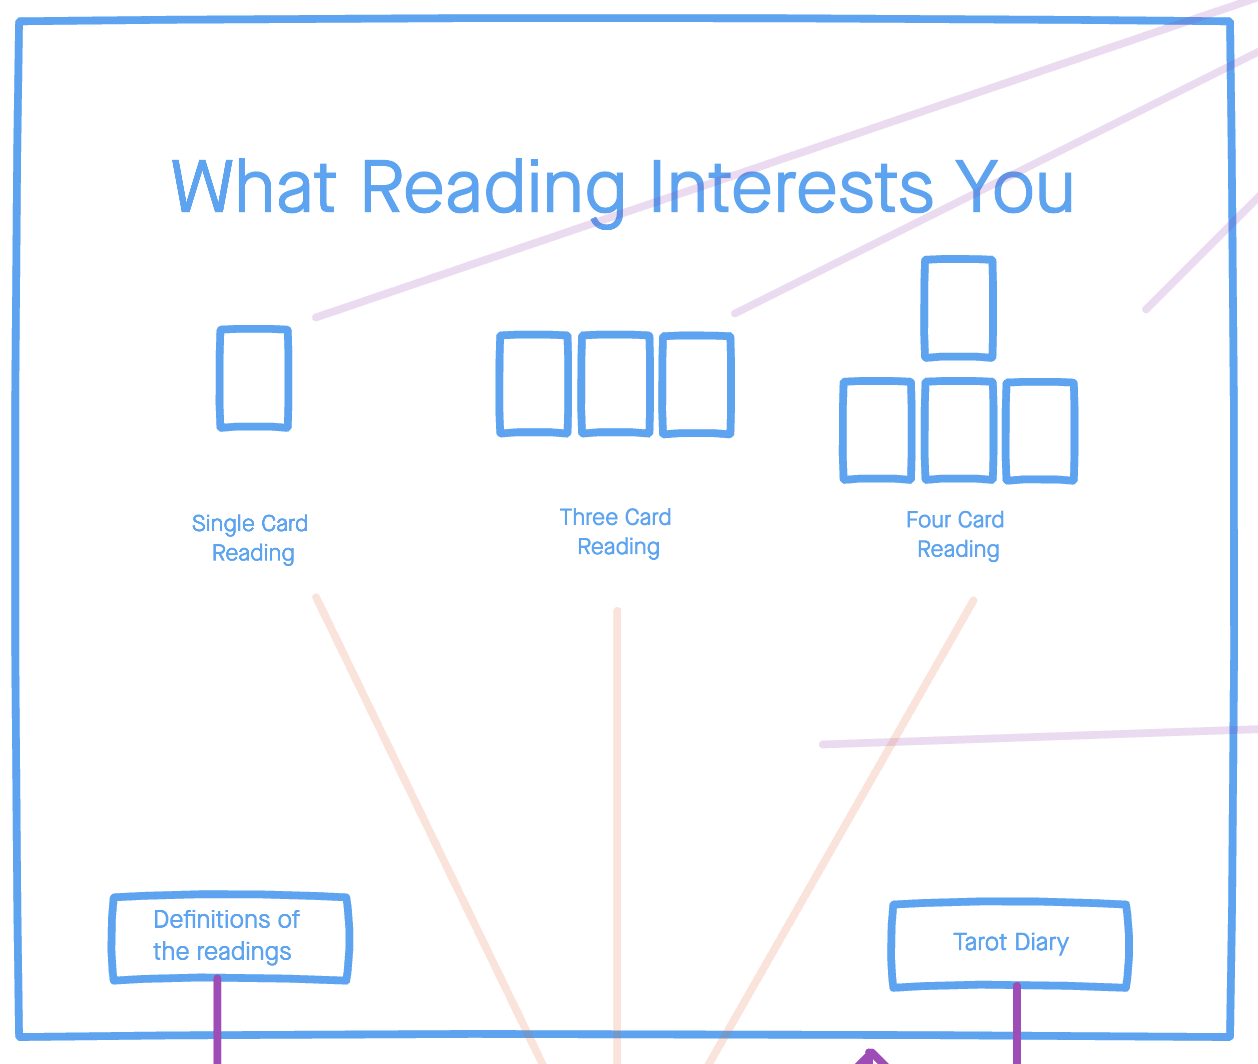 What Reading Interests You
Single Card
Reading
Three Card
Reading
Four Card
Reading
Definitions of
the readings
Tarot Diary